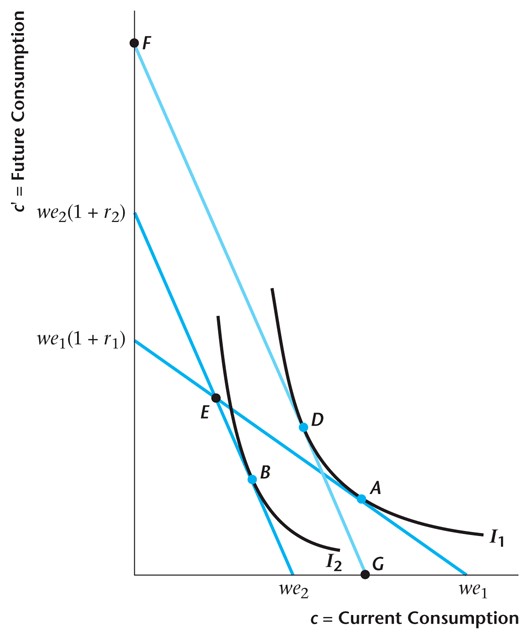 c' = Future Consumption
F
we₂(1 + r₂)
we₁(1 + r₁)
E
D
B
A
I₁
I₂
G
we₂
we₁
c = Current Consumption